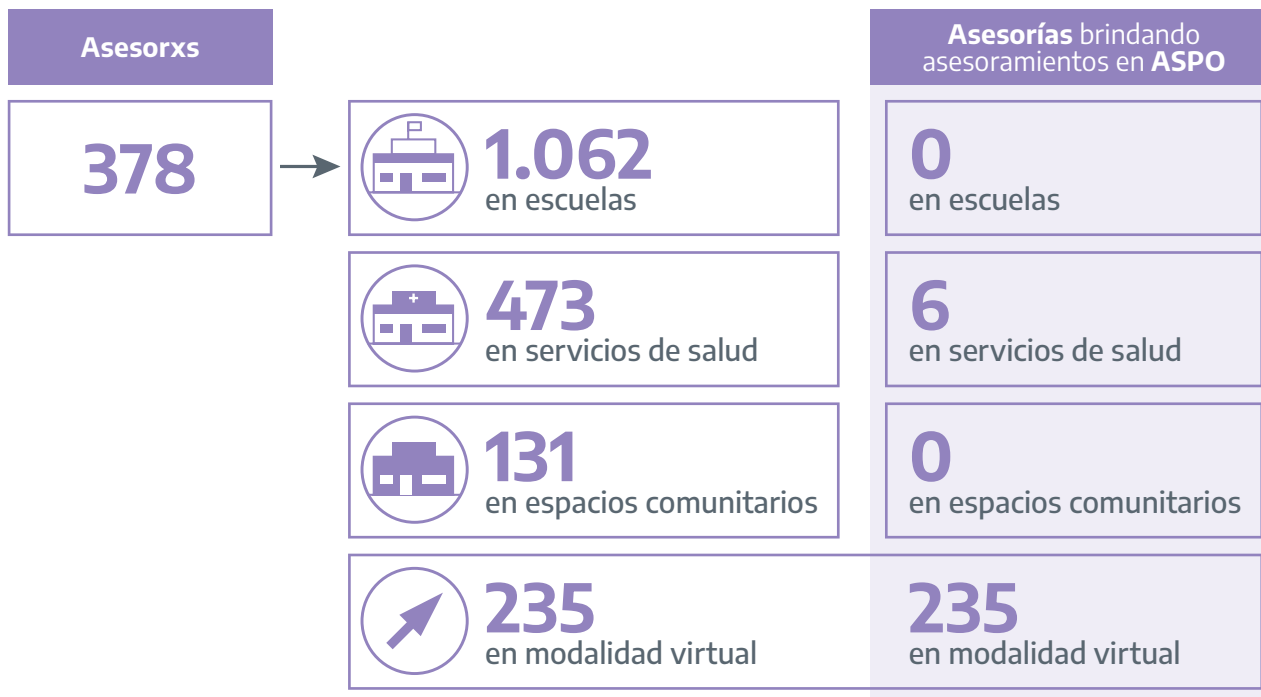 Asesorxs
Asesorías brindando
asesoramientos en ASPO
378
1.062
en escuelas
0
en escuelas
473
en servicios de salud
6
en servicios de salud
131
en espacios comunitarios
0
en espacios comunitarios
235
en modalidad virtual
235
en modalidad virtual